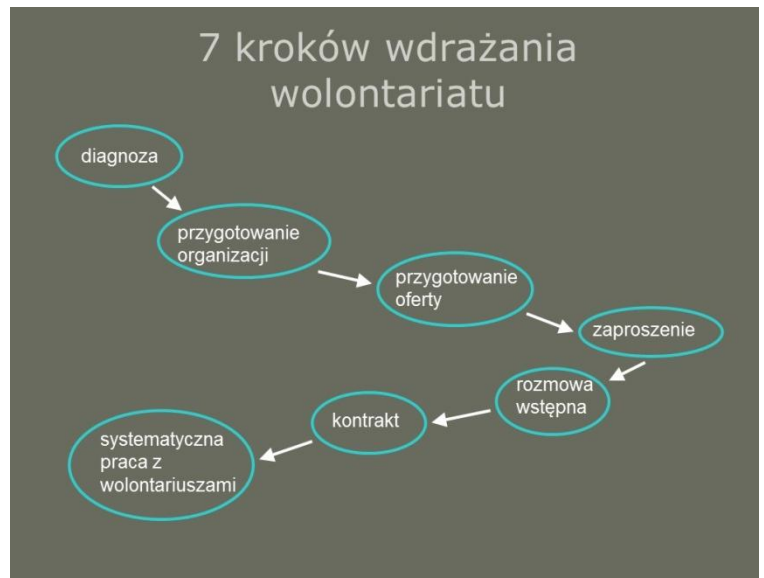 7 kroków wdrażania
wolontariatu
diagnoza
przygotowanie
organizacji
przygotowanie
oferty
zaproszenie
rozmowa
wstępna
kontrakt
systematyczna
praca z
wolontariuszami